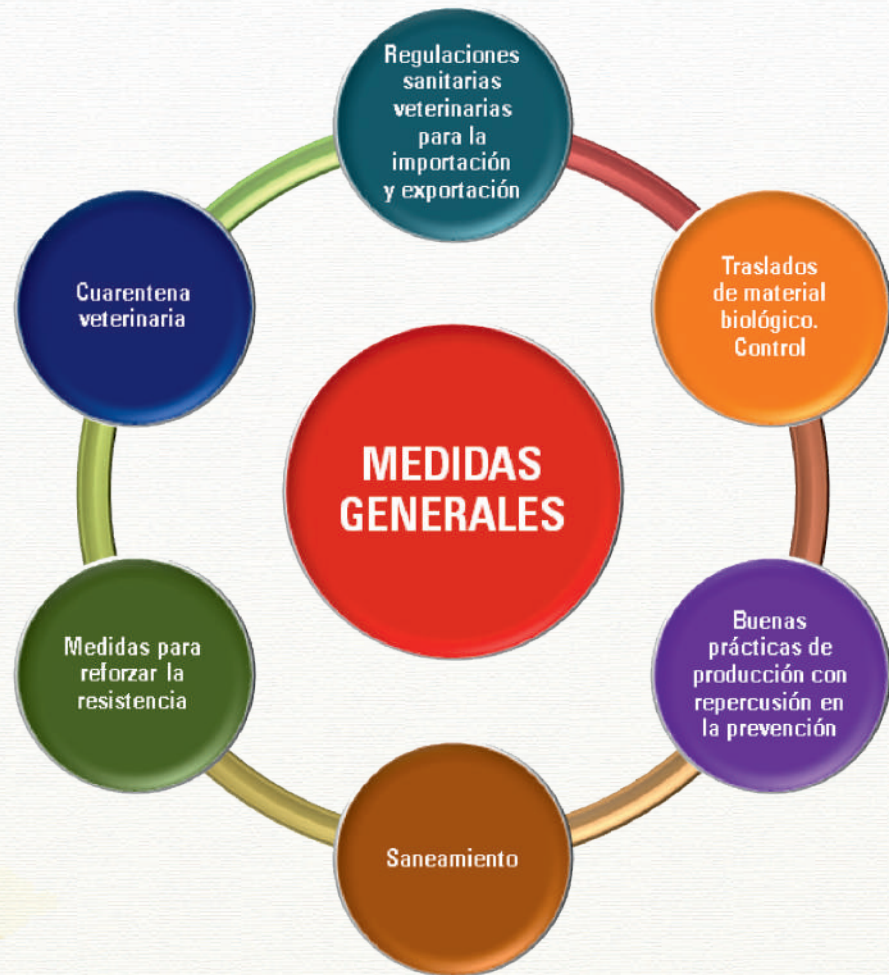 Regulaciones
sanitarias
veterinarias
para la
importación
y exportación
Traslados
de material
biológico.
Control
Buenas
prácticas de
producción con
repercusión en
la prevención
Saneamiento
Medidas para
reforzar la
resistencia
Cuarentena
veterinaria
MEDIDAS
GENERALES